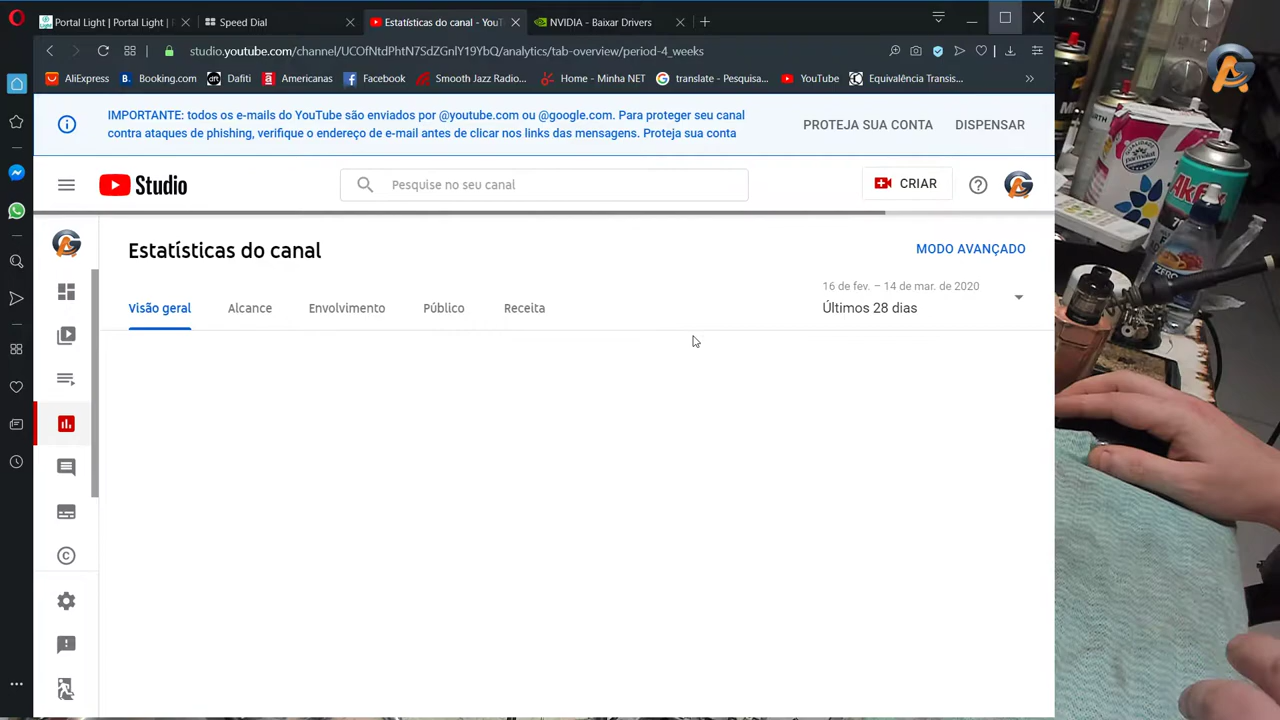 Portal Light | Portal Light |
Speed Dial
Estatísticas do canal - YouT
NVIDIA - Baixar Drivers
studio.youtube.com/channel/UCOfNtdPhtN7SdZGnlY19YbQ/analytics/tab-overview/period-4_weeks
AliExpress
Booking.com
Dafiti
Americanas
Facebook
Smooth Jazz Radio...
Home - Minha NET
translate - Pesquisa...
YouTube
Equivalência Transis...
IMPORTANTE: todos os e-mails do YouTube são enviados por @youtube.com ou @google.com. Para proteger seu canal
contra ataques de phishing, verifique o endereço de e-mail antes de clicar nos links das mensagens. Proteja sua conta
PROTEJA SUA CONTA
DISPENSAR
Studio
Pesquise no seu canal
CRIAR
Estatísticas do canal
MODO AVANÇADO
Visão geral
Alcance
Envolvimento
Público
Receita
16 de fev. – 14 de mar. de 2020
Últimos 28 dias
Parmalat
ZERO